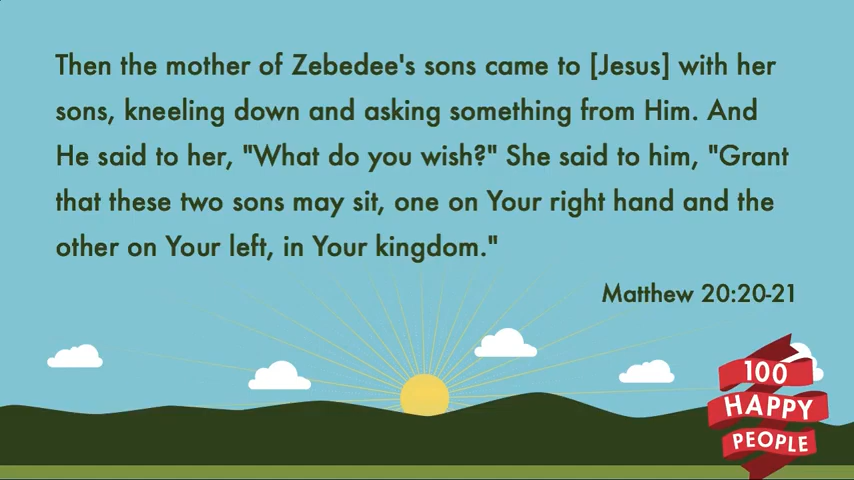 Then the mother of Zebedee's sons came to [Jesus] with her
sons, kneeling down and asking something from Him. And
He said to her, "What do you wish?" She said to him, "Grant
that these two sons may sit, one on Your right hand and the
other on Your left, in Your kingdom."
Matthew 20:20-21
100
HAPPY
PEOPLE